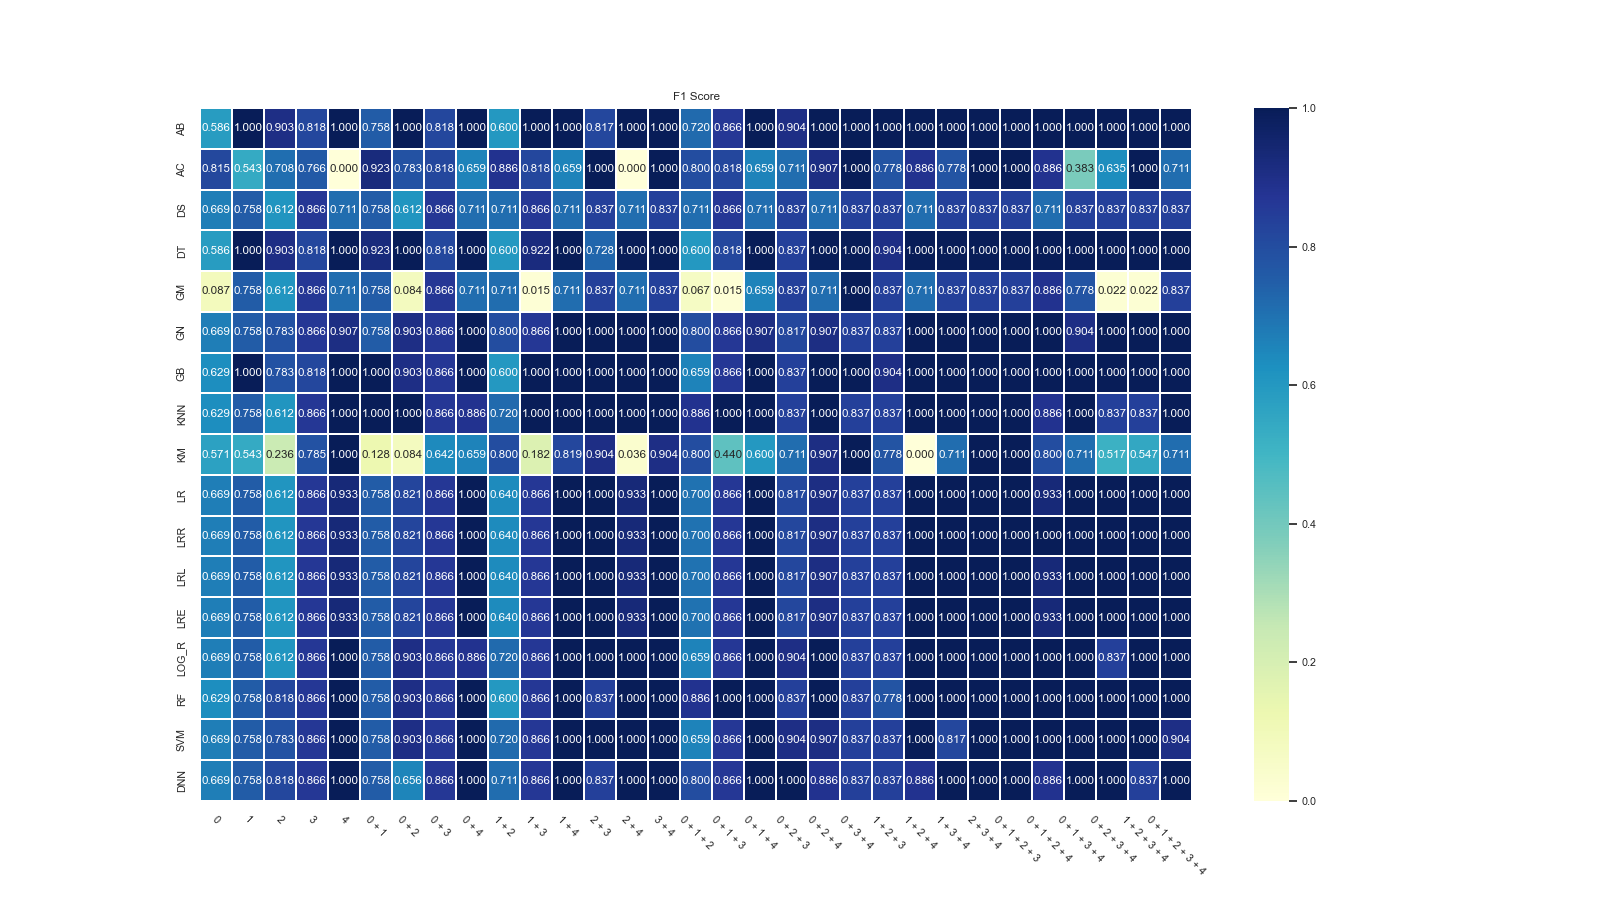 F1 Score
AB 0.586 1.000 0.903 0.818 1.000 0.758 1.000 0.818 1.000 0.600 1.000 1.000 0.817 1.000 1.000 0.720 0.866 1.000 0.904 1.000 1.000 1.000 1.000 1.000 1.000 1.000 1.000 1.000 1.000 1.000 1.000
AC 0.815 0.543 0.708 0.766 0.000 0.923 0.783 0.818 0.659 0.886 0.818 0.659 1.000 0.000 1.000 0.800 0.818 0.659 0.711 0.907 1.000 0.778 0.886 0.778 1.000 1.000 0.886 0.383 0.635 1.000 0.711
DS 0.669 0.758 0.612 0.866 0.711 0.758 0.612 0.866 0.711 0.711 0.866 0.711 0.837 0.711 0.837 0.711 0.866 0.711 0.837 0.711 0.837 0.837 0.711 0.837 0.837 0.837 0.711 0.837 0.837 0.837 0.837
DT 0.586 1.000 0.903 0.818 1.000 0.923 1.000 0.818 1.000 0.600 0.922 1.000 0.728 1.000 1.000 0.600 0.818 1.000 0.837 1.000 1.000 0.904 1.000 1.000 1.000 1.000 1.000 1.000 1.000 1.000 1.000
GM 0.087 0.758 0.612 0.866 0.711 0.758 0.084 0.866 0.711 0.711 0.015 0.711 0.837 0.711 0.837 0.067 0.015 0.659 0.837 0.711 1.000 0.837 0.711 0.837 0.837 0.837 0.886 0.778 0.022 0.022 0.837
GN 0.669 0.758 0.783 0.866 0.907 0.758 0.903 0.866 1.000 0.800 0.866 1.000 1.000 1.000 1.000 0.800 0.866 0.907 0.817 0.907 0.837 0.837 1.000 1.000 1.000 1.000 1.000 0.904 1.000 1.000 1.000
GB 0.629 1.000 0.783 0.818 1.000 1.000 0.903 0.866 1.000 0.600 1.000 1.000 1.000 1.000 1.000 0.659 0.866 1.000 0.837 1.000 1.000 0.904 1.000 1.000 1.000 1.000 1.000 1.000 1.000 1.000 1.000
KNN 0.629 0.758 0.612 0.866 1.000 1.000 1.000 0.866 0.886 0.720 1.000 1.000 1.000 1.000 1.000 0.886 1.000 1.000 0.837 1.000 0.837 0.837 1.000 1.000 1.000 1.000 0.886 1.000 0.837 0.837 1.000
KM 0.571 0.543 0.236 0.785 1.000 0.128 0.084 0.642 0.659 0.800 0.182 0.819 0.904 0.036 0.904 0.800 0.440 0.600 0.711 0.907 1.000 0.778 0.000 0.711 1.000 1.000 0.800 0.711 0.517 0.547 0.711
LR 0.669 0.758 0.612 0.866 0.933 0.758 0.821 0.866 1.000 0.640 0.866 1.000 1.000 0.933 1.000 0.700 0.866 1.000 0.817 0.907 0.837 0.837 1.000 1.000 1.000 1.000 0.933 1.000 1.000 1.000 1.000
LRR 0.669 0.758 0.612 0.866 0.933 0.758 0.821 0.866 1.000 0.640 0.866 1.000 1.000 0.933 1.000 0.700 0.866 1.000 0.817 0.907 0.837 0.837 1.000 1.000 1.000 1.000 1.000 1.000 1.000 1.000 1.000
LRL 0.669 0.758 0.612 0.866 0.933 0.758 0.821 0.866 1.000 0.640 0.866 1.000 1.000 0.933 1.000 0.700 0.866 1.000 0.817 0.907 0.837 0.837 1.000 1.000 1.000 1.000 0.933 1.000 1.000 1.000 1.000
LRE 0.669 0.758 0.612 0.866 0.933 0.758 0.821 0.866 1.000 0.640 0.866 1.000 1.000 0.933 1.000 0.700 0.866 1.000 0.817 0.907 0.837 0.837 1.000 1.000 1.000 1.000 0.933 1.000 1.000 1.000 1.000
LOG_R 0.669 0.758 0.612 0.866 1.000 0.758 0.903 0.866 0.886 0.720 0.866 1.000 1.000 1.000 1.000 0.659 0.866 1.000 0.904 1.000 0.837 0.837 1.000 1.000 1.000 1.000 1.000 1.000 0.837 1.000 1.000
RF 0.629 0.758 0.818 0.866 1.000 0.758 0.903 0.866 1.000 0.600 0.866 1.000 0.837 1.000 1.000 0.886 1.000 1.000 0.837 1.000 0.837 0.778 1.000 1.000 1.000 1.000 1.000 1.000 1.000 1.000 1.000
SVM 0.669 0.758 0.783 0.866 1.000 0.758 0.903 0.866 1.000 0.720 0.866 1.000 1.000 1.000 1.000 0.659 0.866 1.000 0.904 0.907 0.837 0.837 1.000 0.817 1.000 1.000 1.000 1.000 1.000 1.000 0.904
DNN 0.669 0.758 0.818 0.866 1.000 0.758 0.656 0.866 1.000 0.711 0.866 1.000 0.837 1.000 1.000 0.800 0.866 1.000 1.000 0.886 0.837 0.837 0.886 1.000 1.000 1.000 0.886 1.000 1.000 0.837 1.000
0
1
2
3
4
0 + 1
0 + 2
0 + 3
0 + 4
1 + 2
1 + 3
1 + 4
2 + 3
2 + 4
3 + 4
0 + 1 + 2
0 + 1 + 3
0 + 1 + 4
0 + 2 + 3
0 + 2 + 4
0 + 3 + 4
1 + 2 + 3
1 + 2 + 4
1 + 3 + 4
2 + 3 + 4
0 + 1 + 2 + 3
0 + 1 + 2 + 4
0 + 1 + 3 + 4
0 + 2 + 3 + 4
1 + 2 + 3 + 4
0 + 1 + 2 + 3 + 4
1.0
0.8
0.6
0.4
0.2
0.0